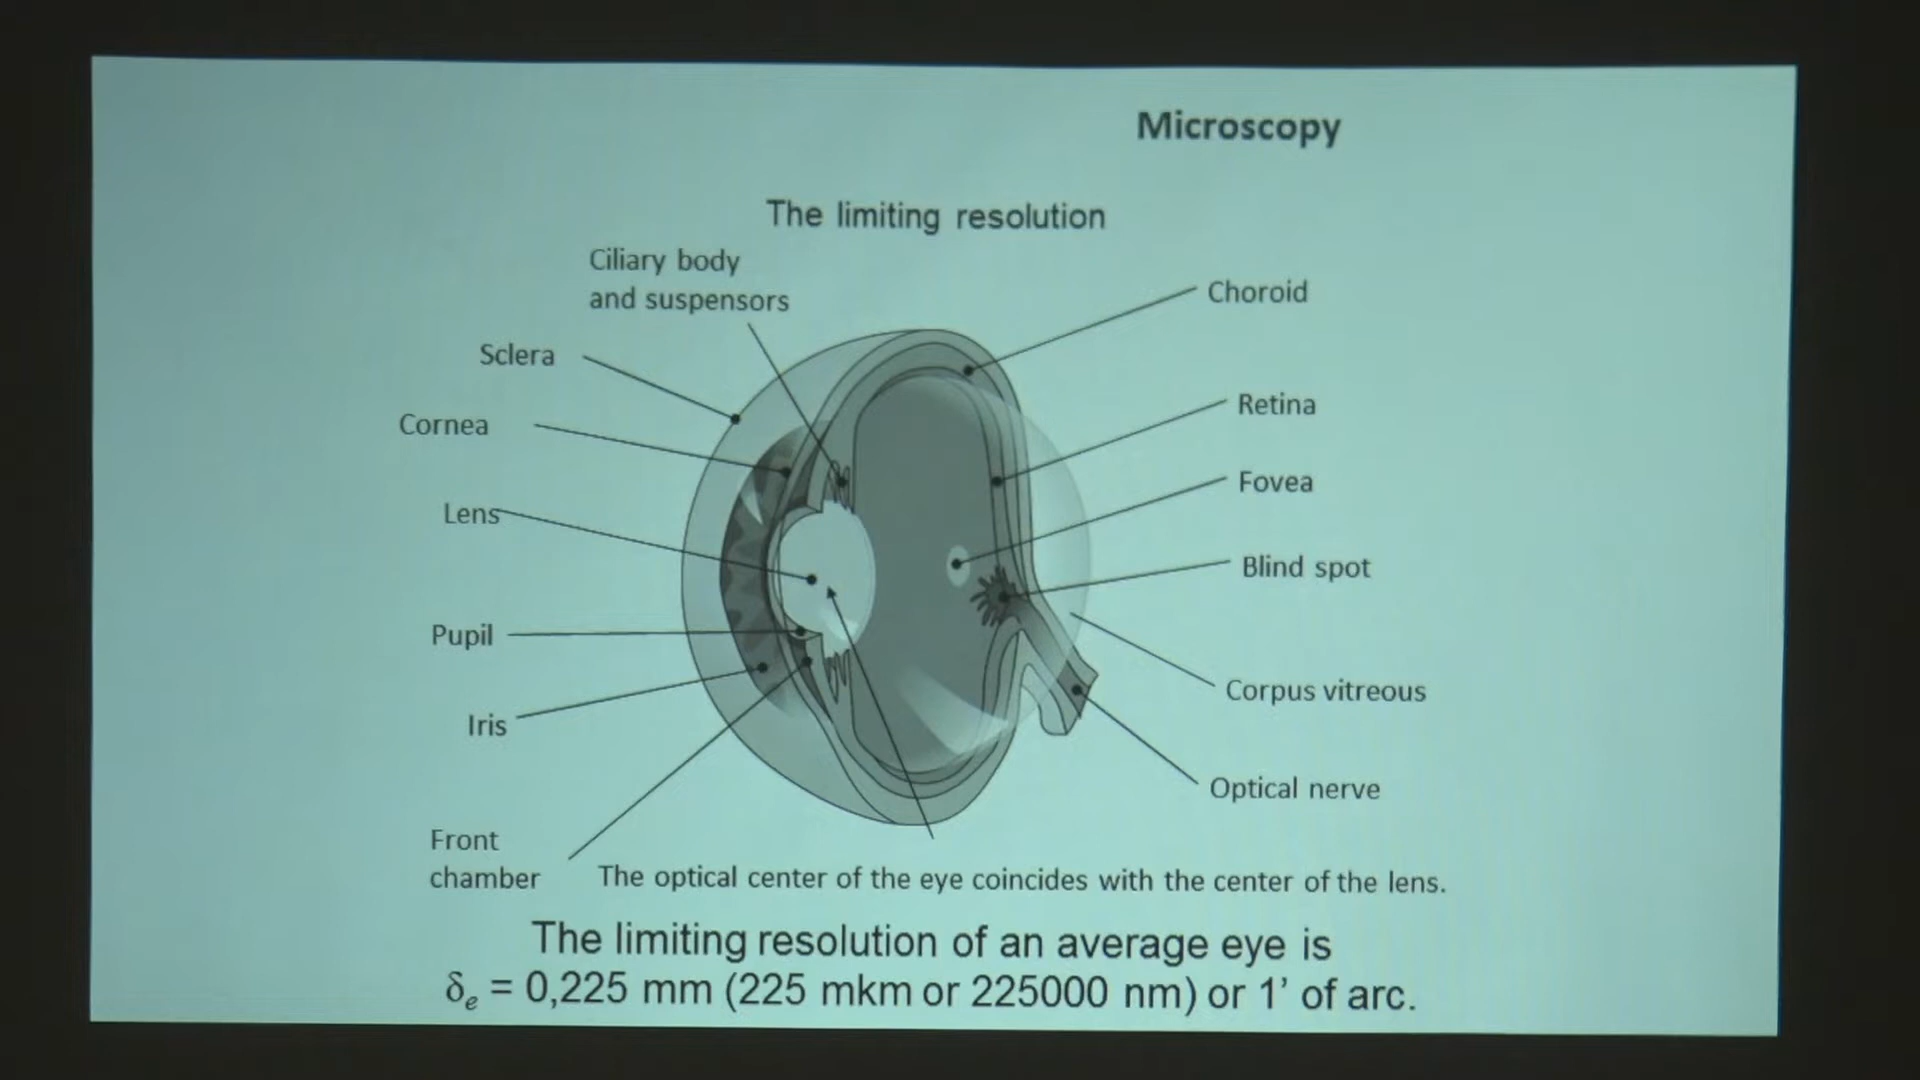 Microscopy
The limiting resolution
Ciliary body
and suspensors
Choroid
Sclera
Retina
Cornea
Fovea
Lens
Blind spot
Pupil
Corpus vitreous
Iris
Optical nerve
Front
chamber
The optical center of the eye coincides with the center of the lens.
The limiting resolution of an average eye is
δe = 0,225 mm (225 mkm or 225000 nm) or 1’ of arc.